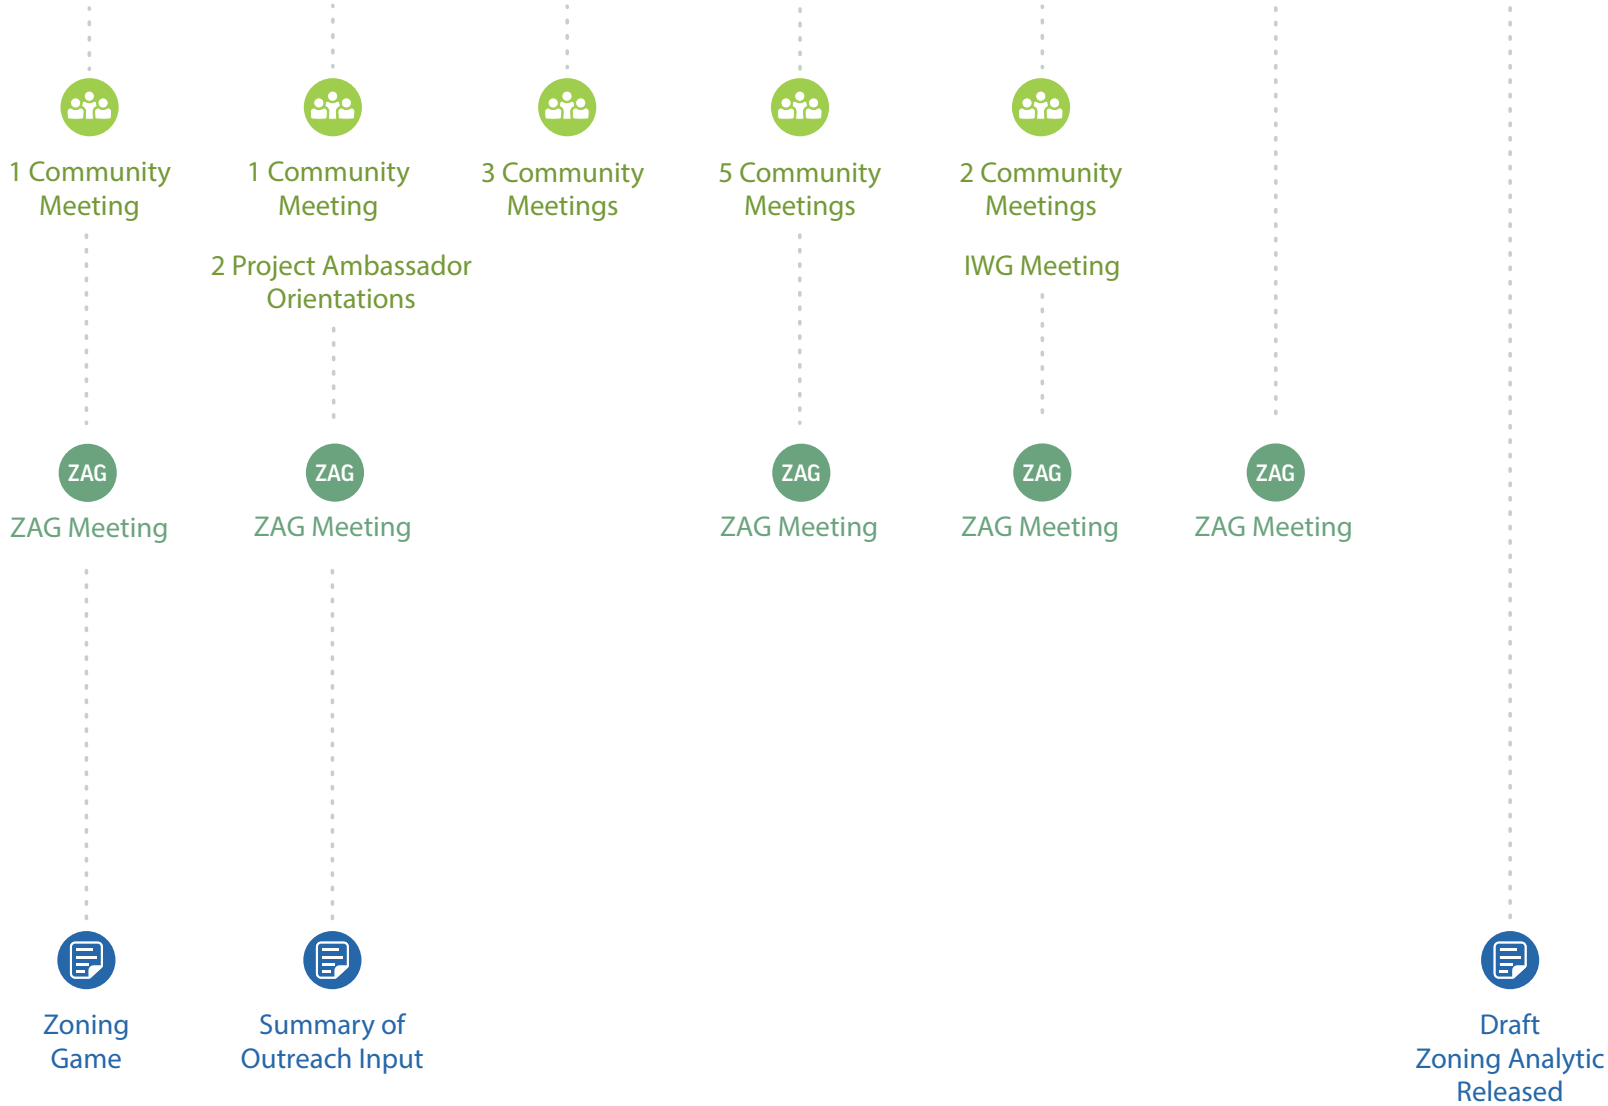 1 Community
Meeting
1 Community
Meeting
3 Community
Meetings
5 Community
Meetings
2 Community
Meetings
2 Project Ambassador
Orientations
IWG Meeting
ZAG
ZAG Meeting
ZAG
ZAG Meeting
ZAG
ZAG Meeting
ZAG
ZAG Meeting
ZAG
ZAG Meeting
Zoning
Game
Summary of
Outreach Input
Draft
Zoning Analytic
Released